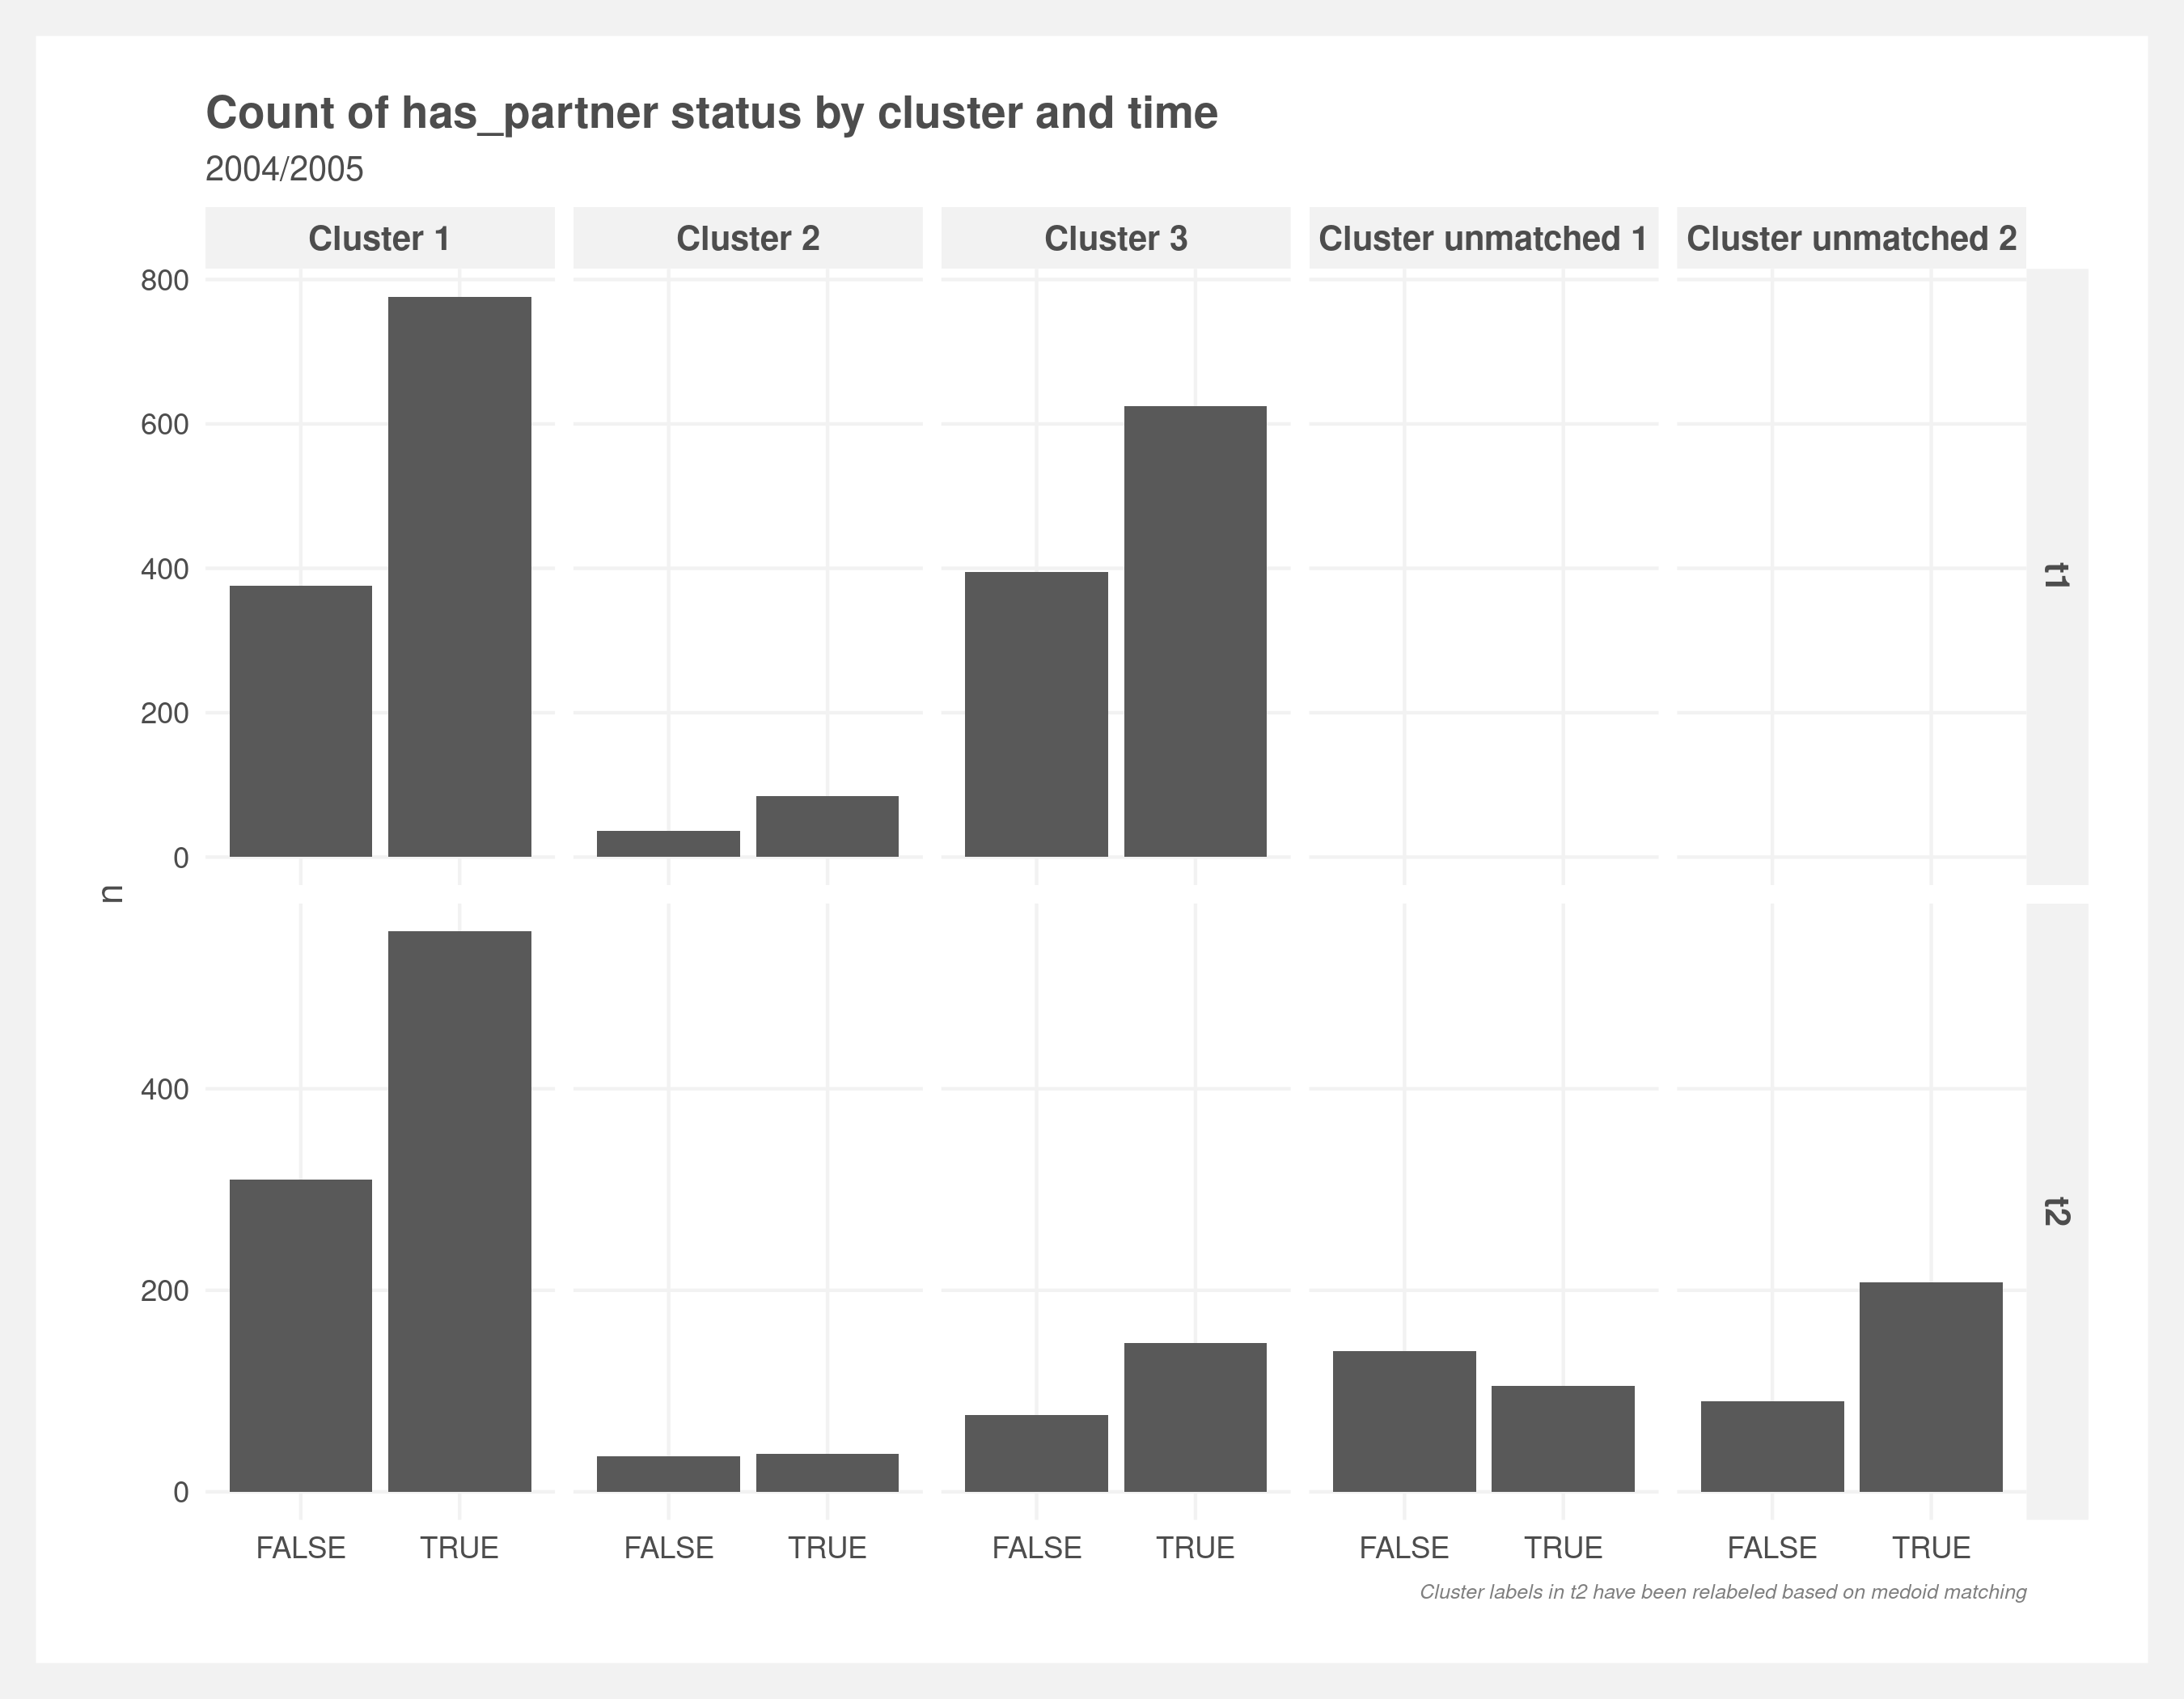 Count of has_partner status by cluster and time
2004/2005
Cluster 1 Cluster 2 Cluster 3 Cluster unmatched 1 Cluster unmatched 2
800
600
400
200
0
t1
n
400
200
0
t2
FALSE TRUE FALSE TRUE FALSE TRUE FALSE TRUE FALSE TRUE
Cluster labels in t2 have been relabeled based on medoid matching